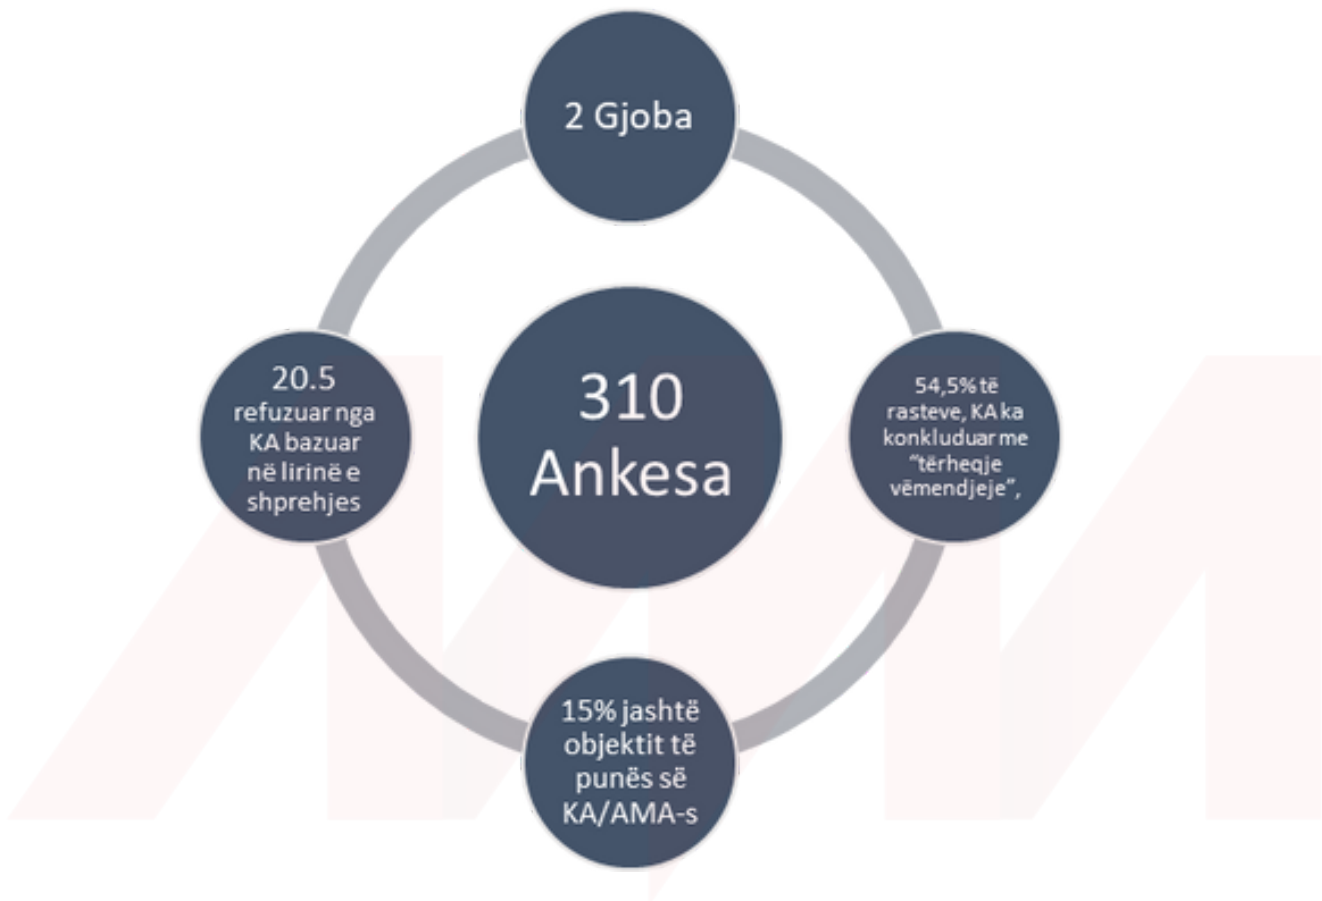 2 Gjoba
20.5
refuzuar nga
KA bazuar
në lirinë e
shprehjes
310
Ankesa
54,5% të
rasteve, KA ka
konkluduar me
“tërheqje
vëmendjeje”,
15% jashtë
objektit të
punës së
KA/AMA-s